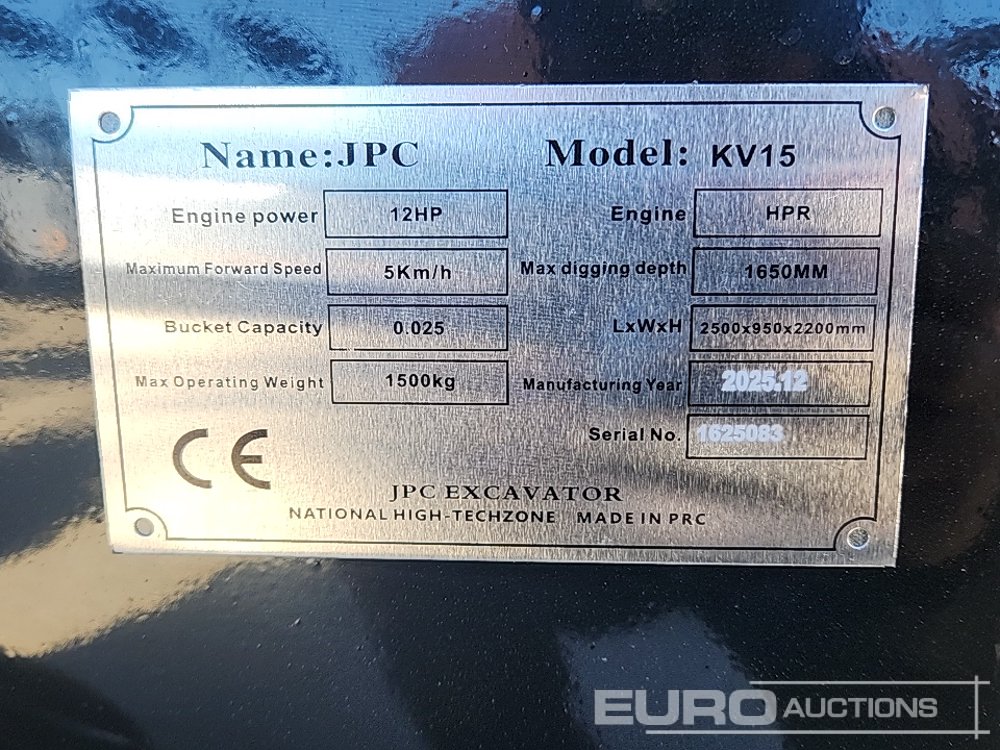 Name:JPC Model: KV15
Engine power 12HP Engine HPR
Maximum Forward Speed 5Km/h Max digging depth 1650MM
Bucket Capacity 0.025 LxWxH 2500x950x2200mm
Max Operating Weight 1500kg Manufacturing Year 2025.12
Serial No. 1625083
CE
JPC EXCAVATOR
NATIONAL HIGH-TECHZONE MADE IN PRC
EURO AUCTIONS